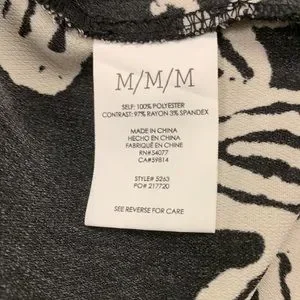 M/M/M
SELF: 100% POLYESTER
CONTRAST: 97% RAYON 3% SPANDEX
MADE IN CHINA
HECHO EN CHINA
FABRIQUÉ EN CHINE
RN#54077
CA#59814
STYLE# 5263
PO# 217720
SEE REVERSE FOR CARE